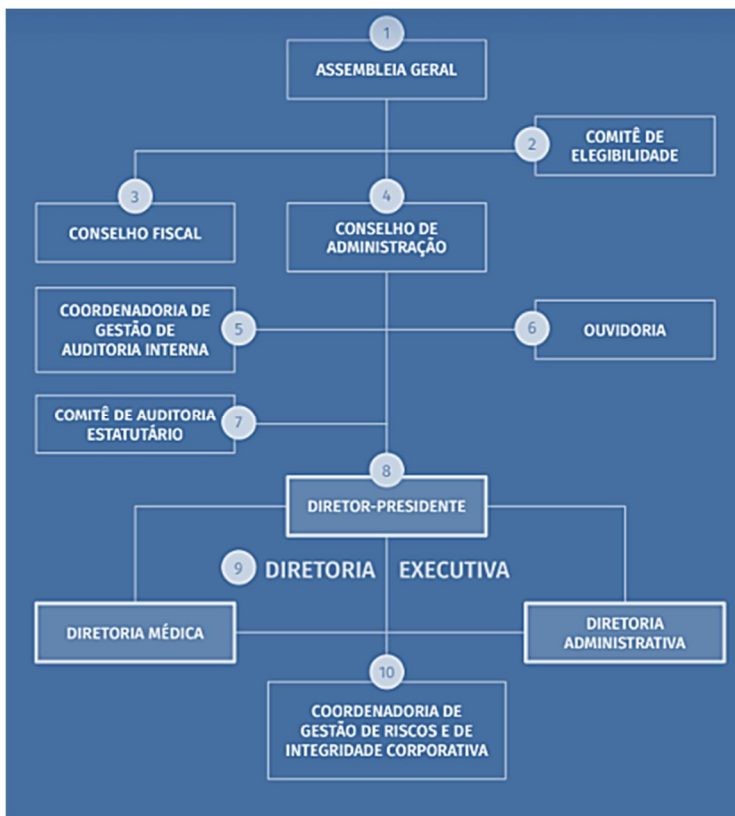 1
ASSEMBLEIA GERAL
2
COMITÊ DE
ELEGIBILIDADE
3
CONSELHO FISCAL
4
CONSELHO DE
ADMINISTRAÇÃO
5
COORDENADORIA DE
GESTÃO DE
AUDITORIA INTERNA
6
OUVIDORIA
7
COMITÊ DE AUDITORIA
ESTATUTÁRIO
8
DIRETOR-PRESIDENTE
9 DIRETORIA EXECUTIVA
DIRETORIA MÉDICA
DIRETORIA
ADMINISTRATIVA
10
COORDENADORIA DE
GESTÃO DE RISCOS E DE
INTEGRIDADE CORPORATIVA